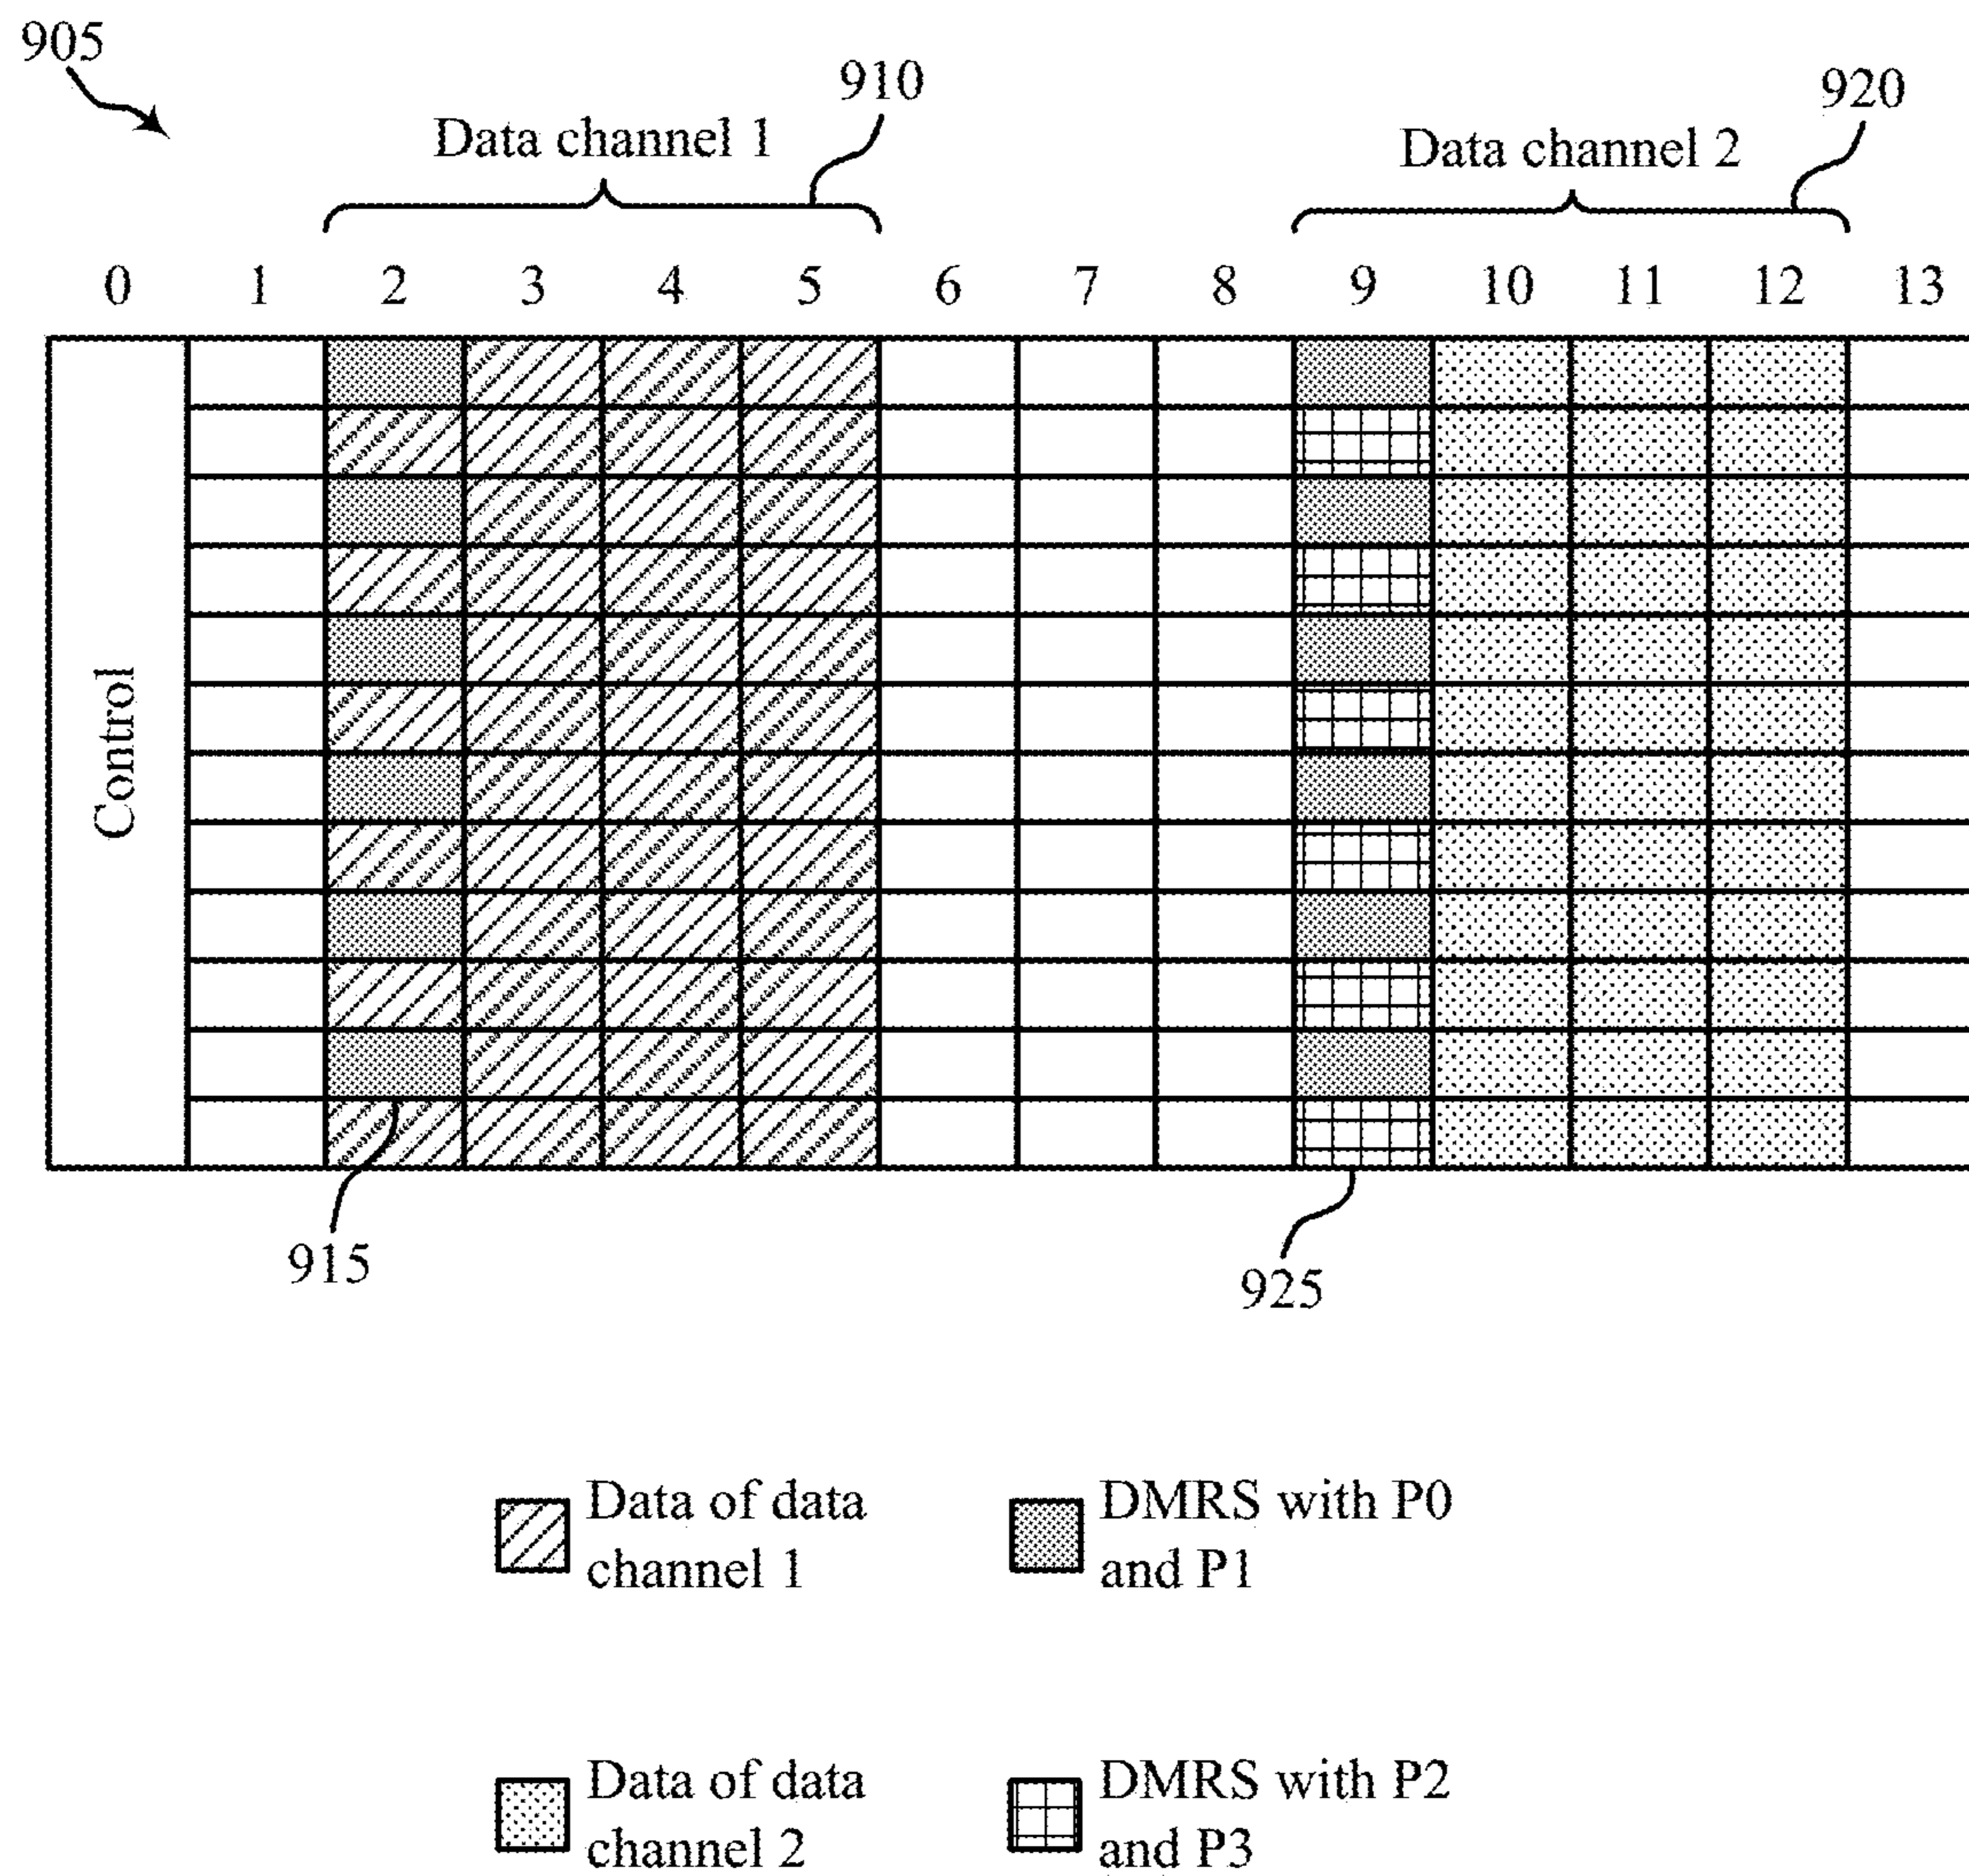 905
910
920
Data channel 1
Data channel 2
0 1 2 3 4 5 6 7 8 9 10 11 12 13
Control
915
925
Data of data
channel 1
DMRS with P0
and P1
Data of data
channel 2
DMRS with P2
and P3